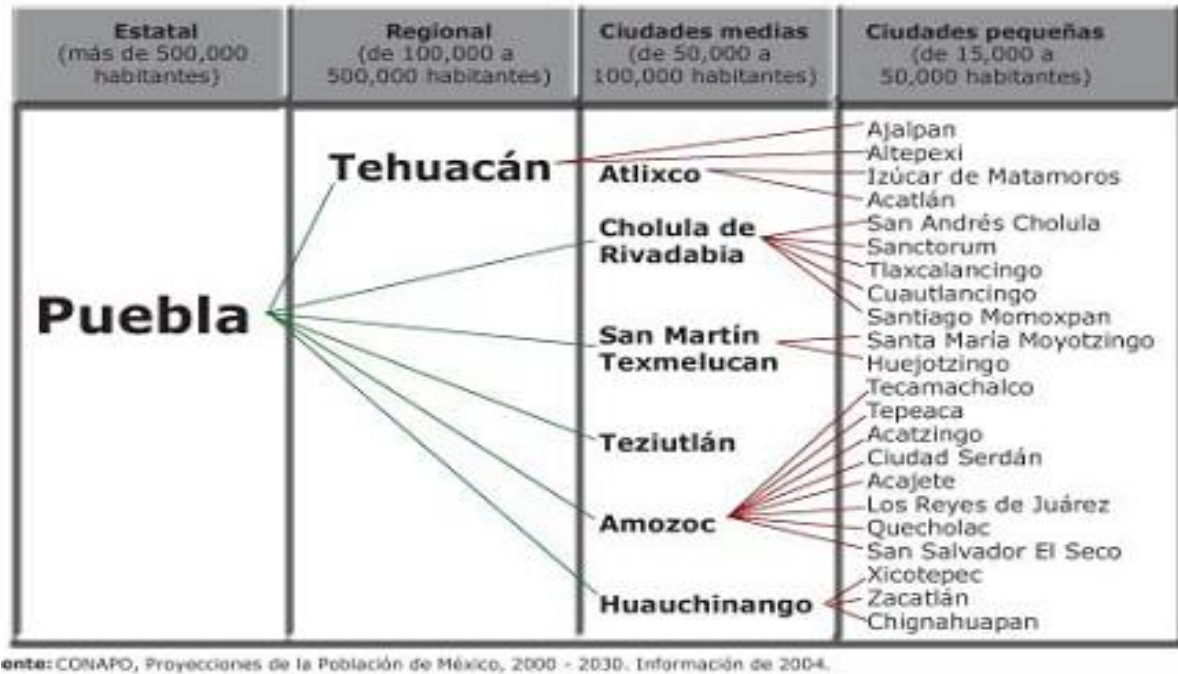 Estatal
(más de 500,000
habitantes)
Regional
(de 100,000 a
500,000 habitantes)
Ciudades medias
(de 50,000 a
100,000 habitantes)
Ciudades pequeñas
(de 15,000 a
50,000 habitantes)
Puebla
Tehuacán
Atlixco
Cholula de
Rivadabia
San Martín
Texmelucan
Teziutlán
Amozoc
Huauchinango
Ajalpan
Altepexi
Izúcar de Matamoros
Acatlán
San Andrés Cholula
Sanctorum
Tlaxcalancingo
Cuautlancingo
Santiago Momoxpan
Santa María Moyotzingo
Huejotzingo
Tecamachalco
Tepeaca
Acatzingo
Ciudad Serdán
Acajete
Los Reyes de Juárez
Quecholac
San Salvador El Seco
Xicotepec
Zacatlán
Chignahuapan
onte: CONAPO, Proyecciones de la Población de México, 2000 - 2030. Información de 2004.